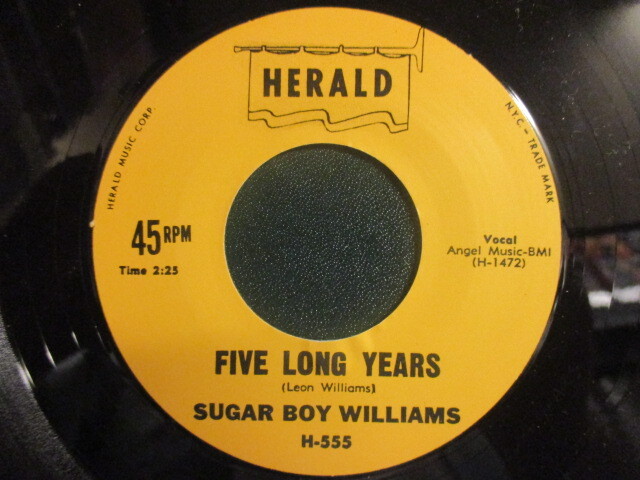 HERALD
HERALD MUSIC CORP.
N.Y.C. - TRADE MARK
45 RPM
Time 2:25
Vocal
Angel Music-BMI
(H-1472)
FIVE LONG YEARS
(Leon Williams)
SUGAR BOY WILLIAMS
H-555